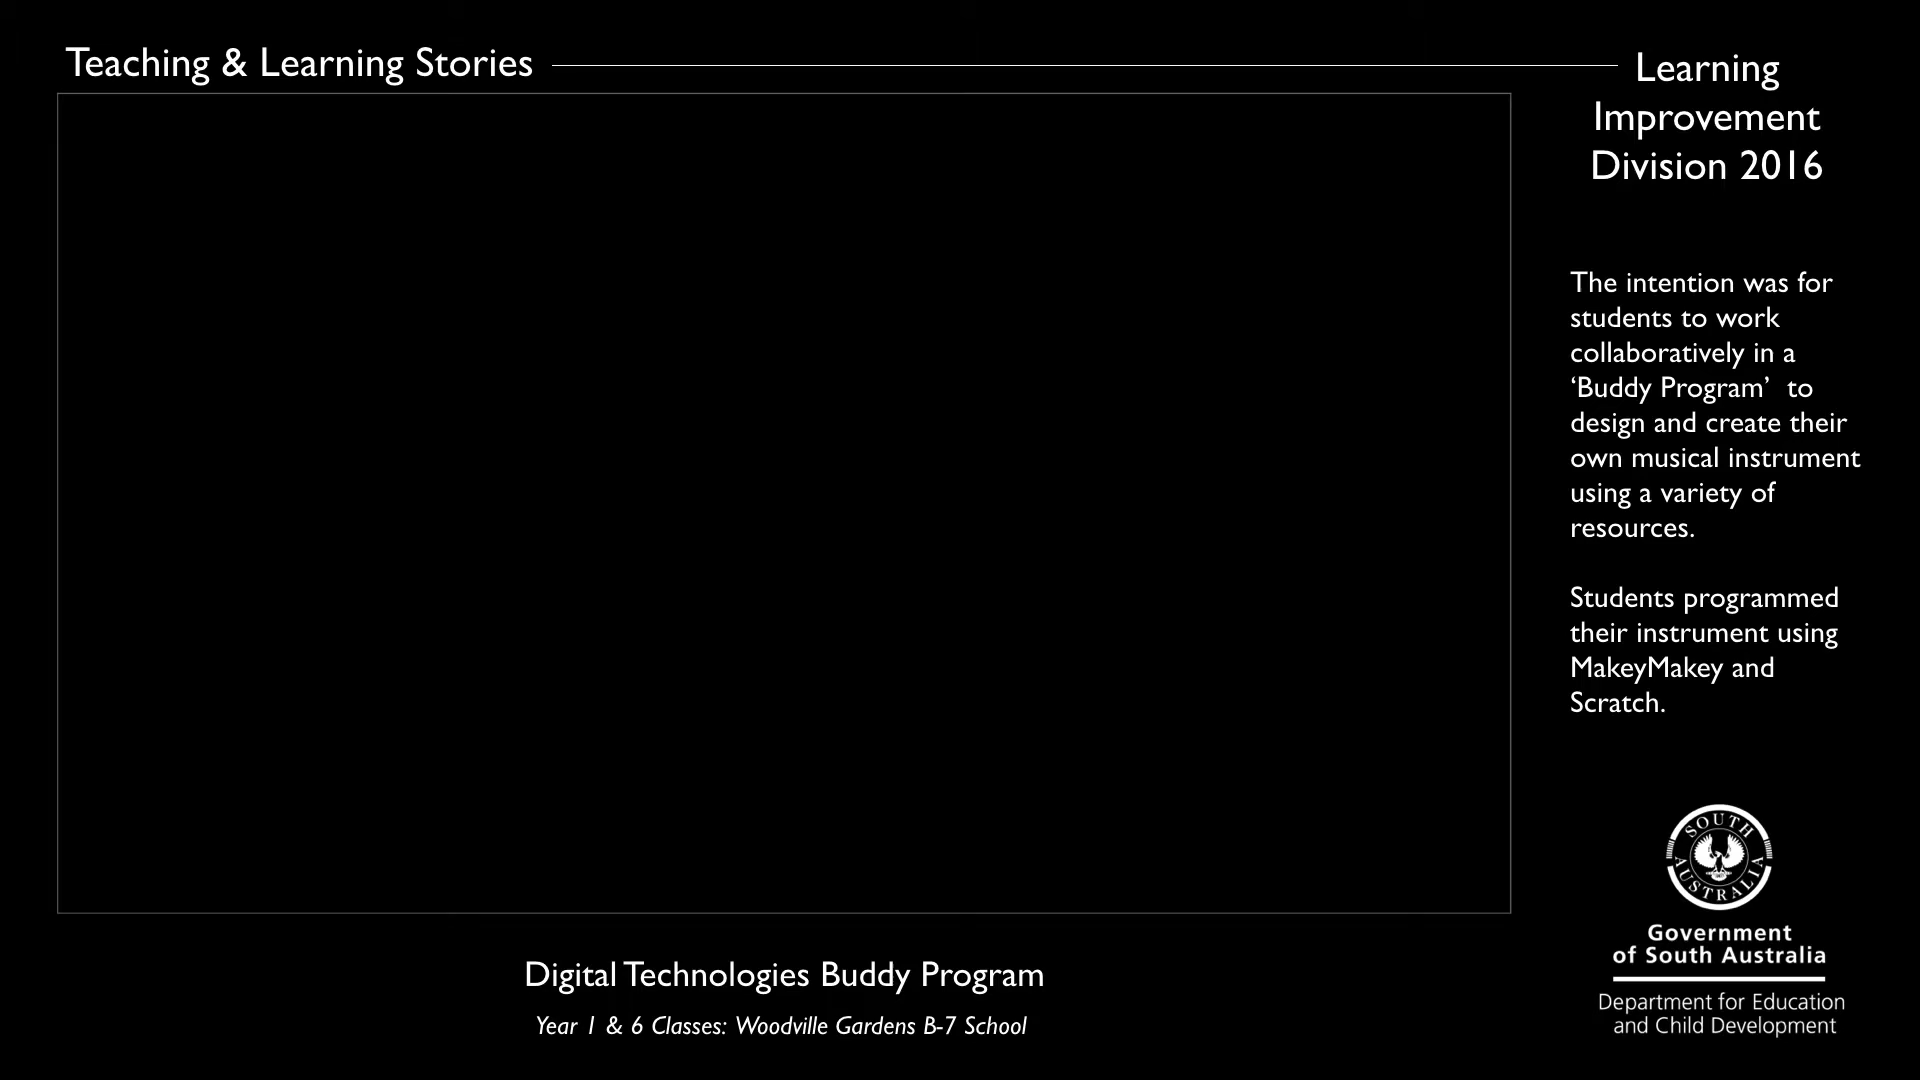 Teaching & Learning Stories
Learning
Improvement
Division 2016
The intention was for
students to work
collaboratively in a
‘Buddy Program’  to
design and create their
own musical instrument
using a variety of
resources.
Students programmed
their instrument using
MakeyMakey and
Scratch.
SOUTH
AUSTRALIA
Government
of South Australia
Department for Education
and Child Development
Digital Technologies Buddy Program
Year 1 & 6 Classes: Woodville Gardens B-7 School